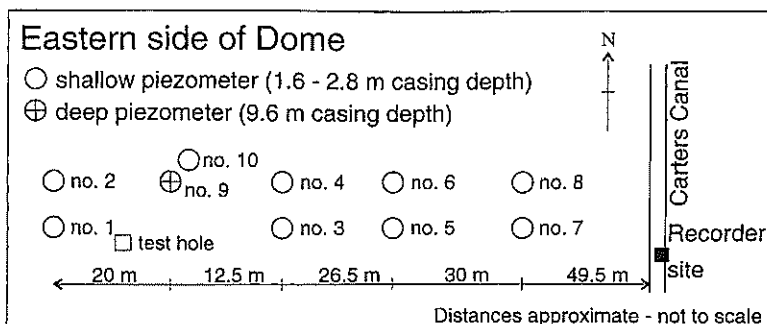 Eastern side of Dome
N
shallow piezometer (1.6 - 2.8 m casing depth)
deep piezometer (9.6 m casing depth)
Carters Canal
no. 10
no. 2
no. 9
no. 4
no. 6
no. 8
no. 1
test hole
no. 3
no. 5
no. 7
Recorder
site
20 m
12.5 m
26.5 m
30 m
49.5 m
Distances approximate - not to scale